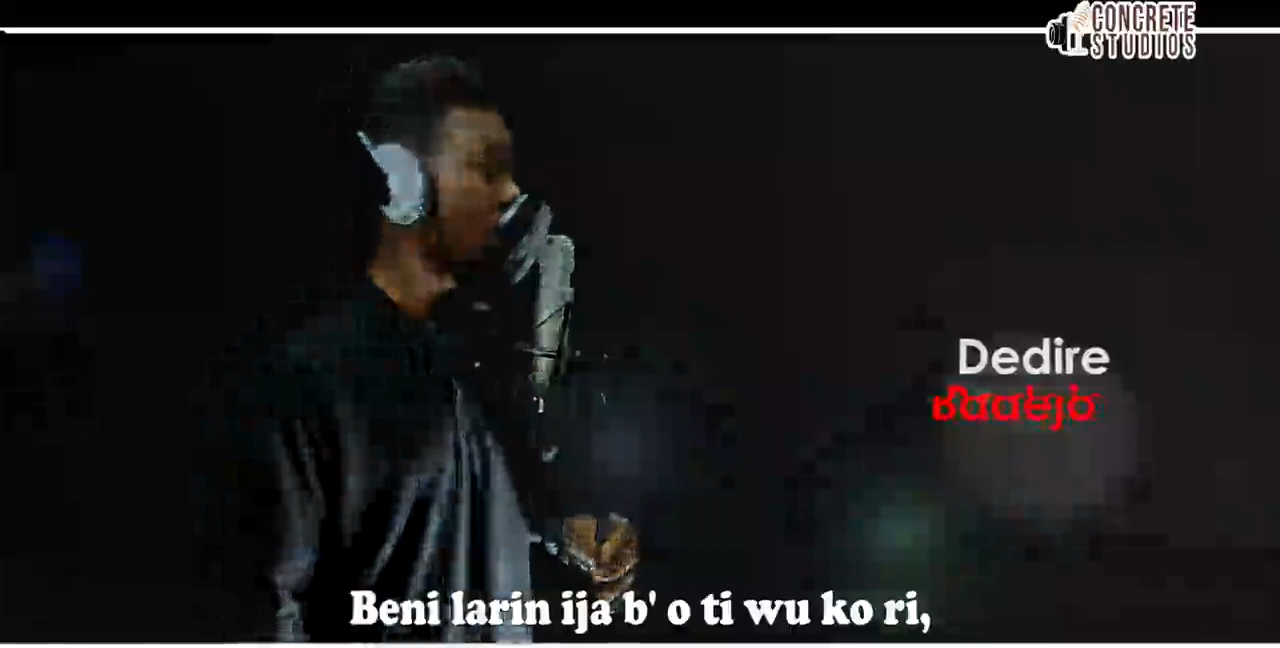 CONCRETE
STUDIOS
Dedire
Beni larin ija b' o ti wu ko ri,